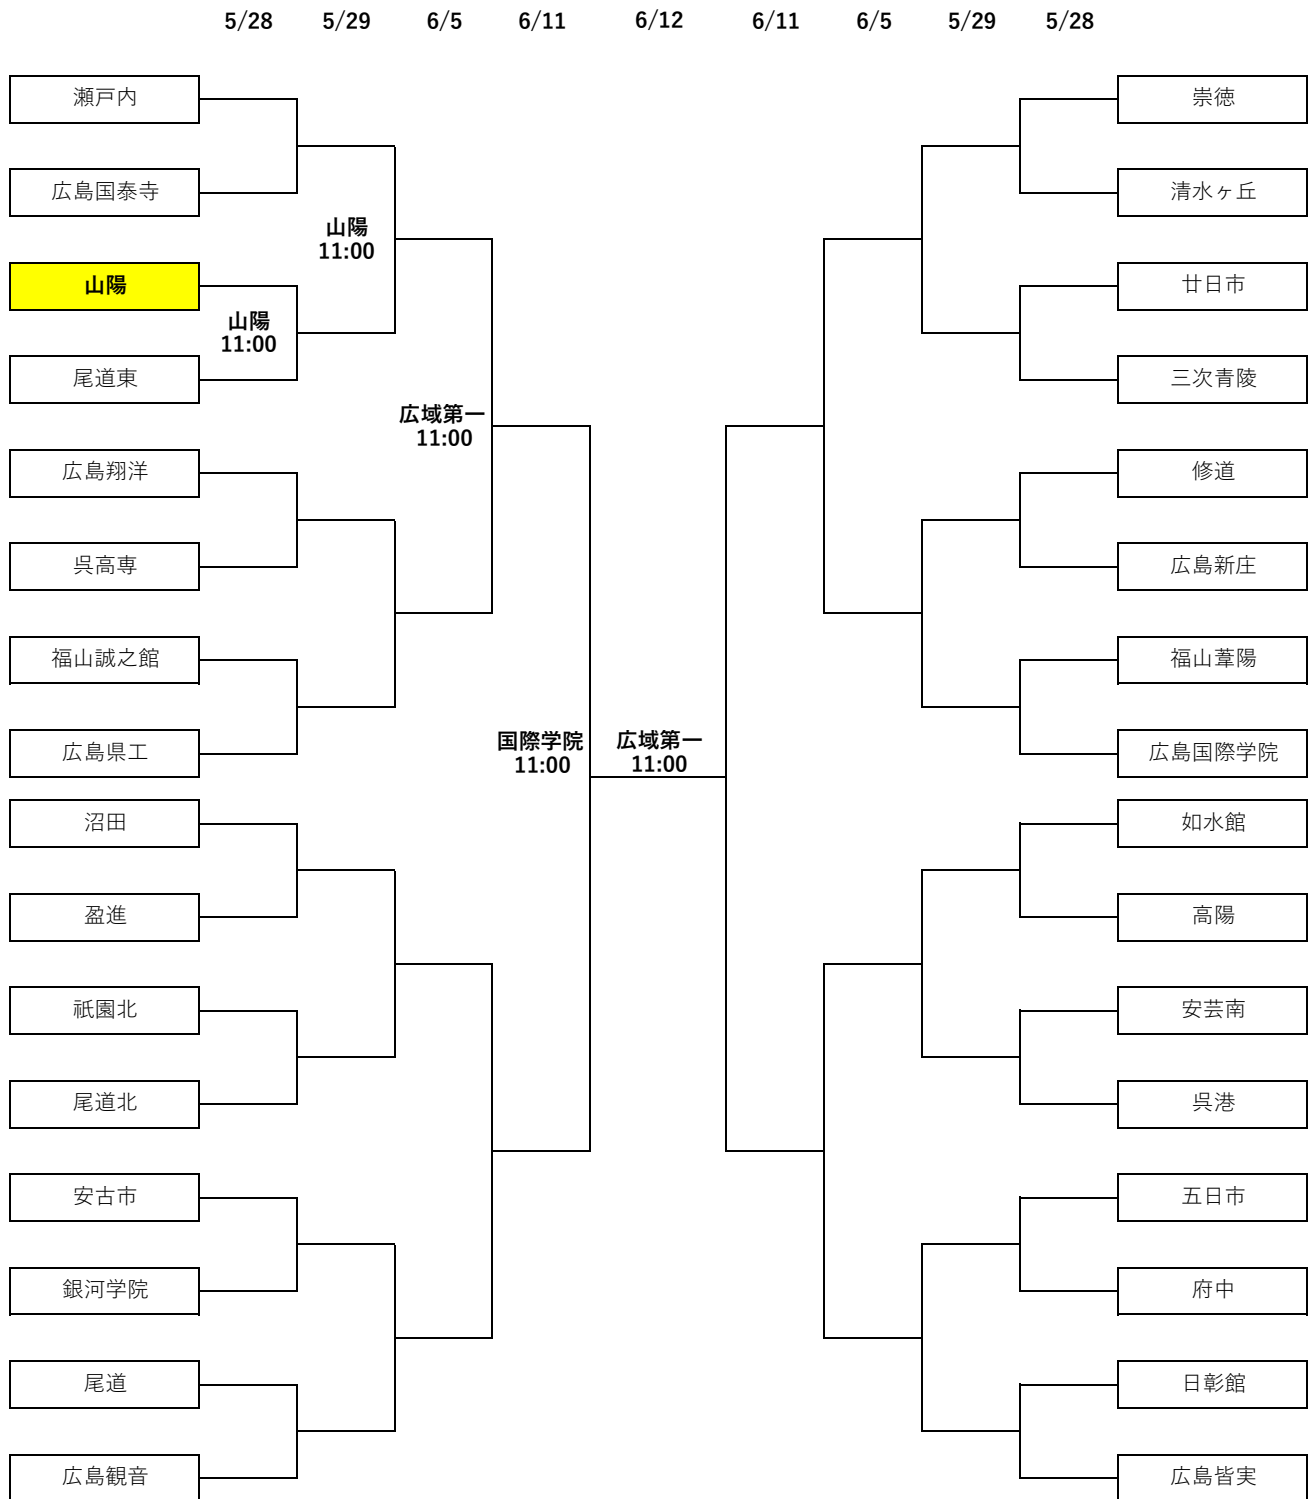 5/28 5/29 6/5 6/11 6/12 6/11 6/5 5/29 5/28
瀬戸内
広島国泰寺
山陽
尾道東
広島翔洋
呉高専
福山誠之館
広島県工
沼田
盈進
祇園北
尾道北
安古市
銀河学院
尾道
広島観音
山陽
11:00
山陽
11:00
広域第一
11:00
国際学院
11:00
広域第一
11:00
崇徳
清水ヶ丘
廿日市
三次青陵
修道
広島新庄
福山葦陽
広島国際学院
如水館
高陽
安芸南
呉港
五日市
府中
日彰館
広島皆実